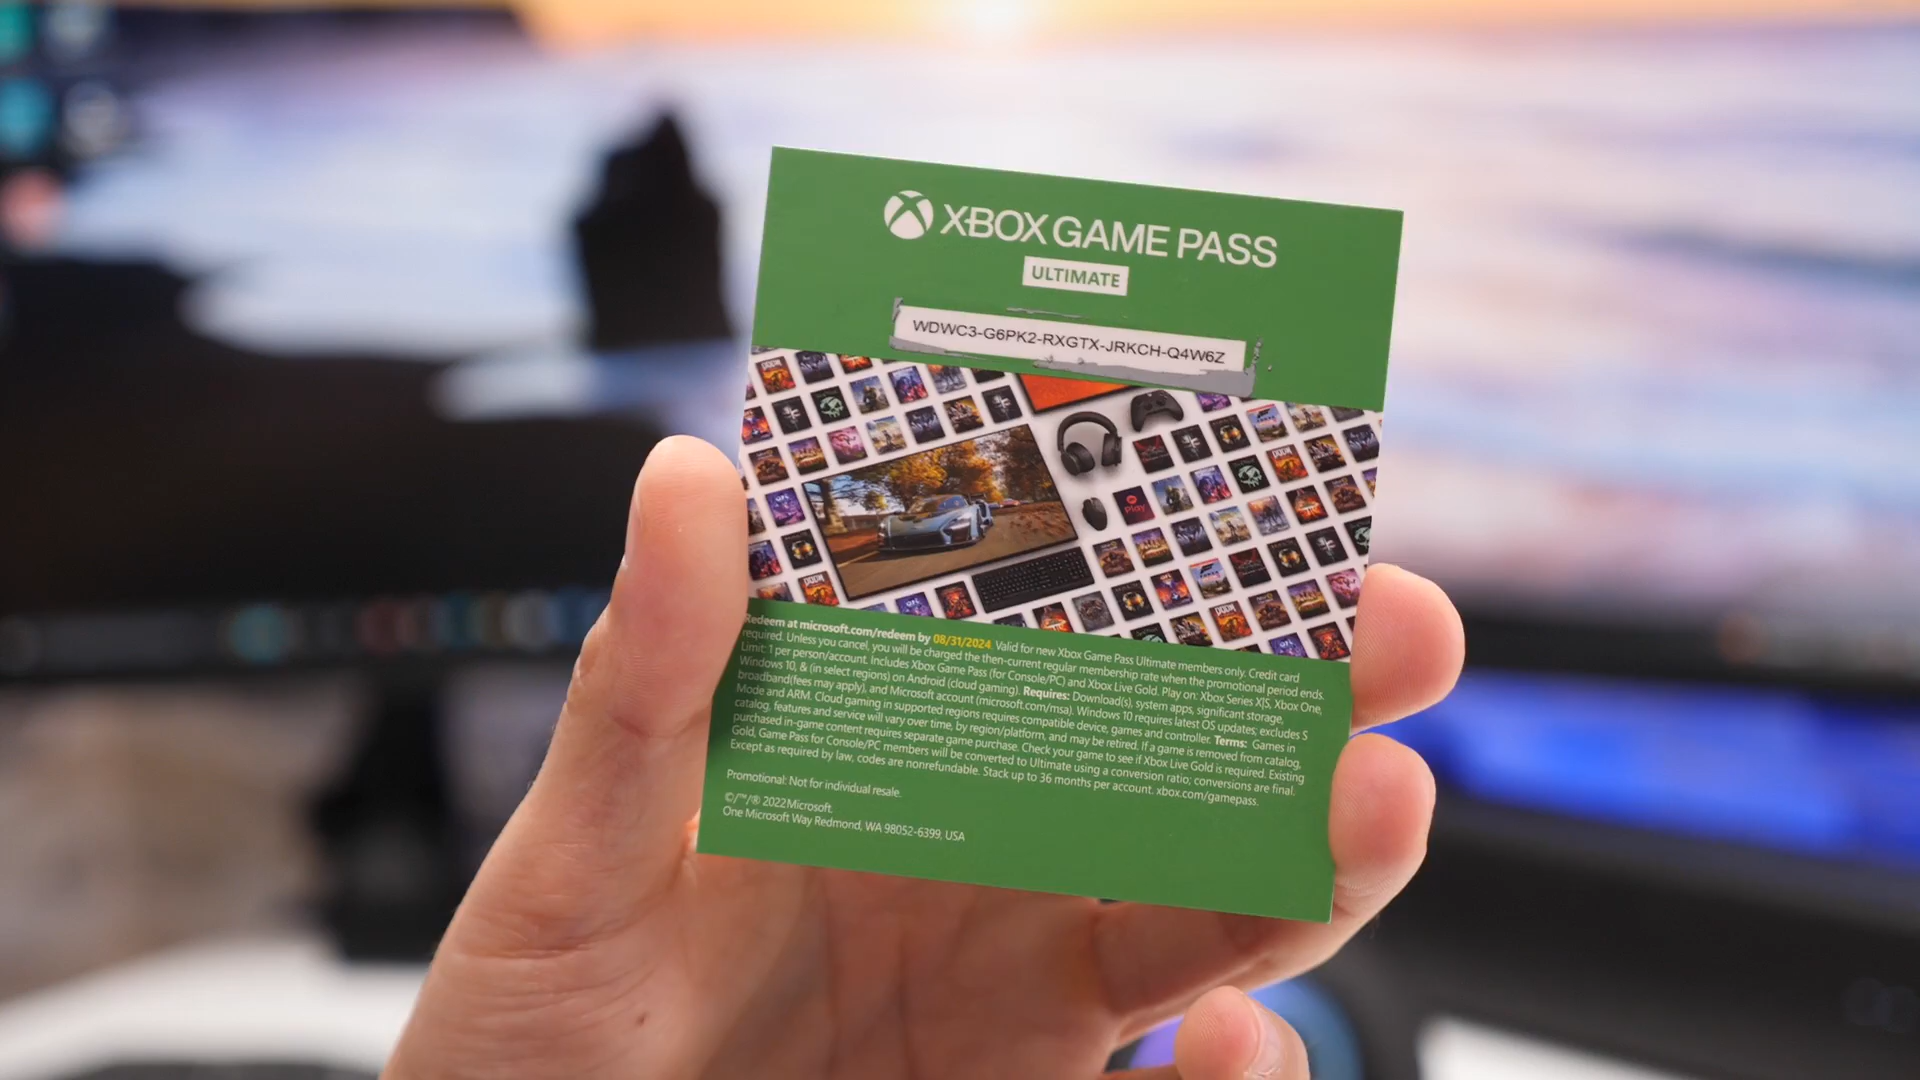 XBOX GAME PASS
ULTIMATE
WDWC3-G6PK2-RXGTX-JRKCH-Q4W6Z
Redeem at microsoft.com/redeem by 08/31/2024. Valid for new Xbox Game Pass Ultimate members only. Credit card
required. Unless you cancel, you will be charged the then-current regular membership rate when the promotional period ends.
Limit: 1 per person/account. Includes Xbox Game Pass (for Console/PC) and Xbox Live Gold. Play on: Xbox Series X|S, Xbox One,
Windows 10, & (in select regions) on Android (cloud gaming). Requires: Download(s), system apps, significant storage,
broadband(fees may apply), and Microsoft account (microsoft.com/msa). Windows 10 requires latest OS updates; excludes S
Mode and ARM. Cloud gaming in supported regions requires compatible device, games and controller. Terms: Games in
catalog, features and service will vary over time, by region/platform, and may be retired. If a game is removed from catalog,
purchased in-game content requires separate game purchase. Check your game to see if Xbox Live Gold is required. Existing
Gold, Game Pass for Console/PC members will be converted to Ultimate using a conversion ratio; conversions are final.
Except as required by law, codes are nonrefundable. Stack up to 36 months per account. xbox.com/gamepass.
Promotional: Not for individual resale.
©/™/® 2022 Microsoft.
One Microsoft Way Redmond, WA 98052-6399, USA